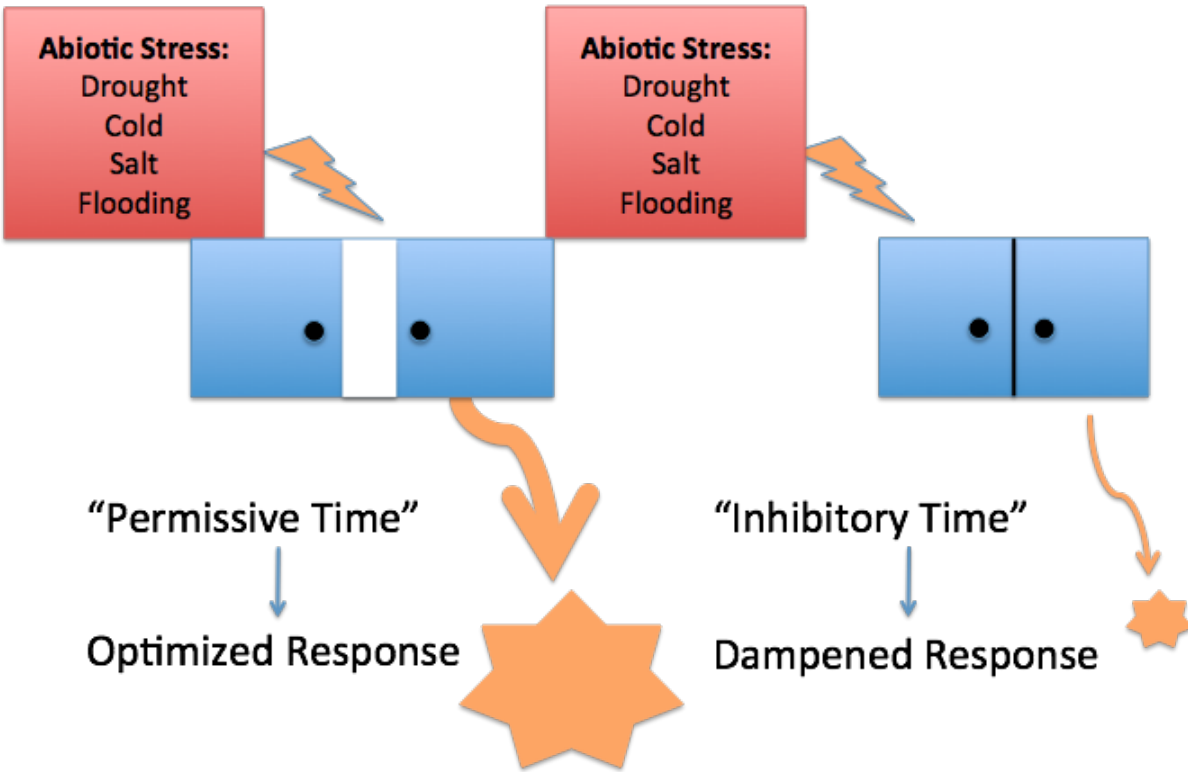 Abiotic Stress:
Drought
Cold
Salt
Flooding
Abiotic Stress:
Drought
Cold
Salt
Flooding
“Permissive Time”
Optimized Response
“Inhibitory Time”
Dampened Response